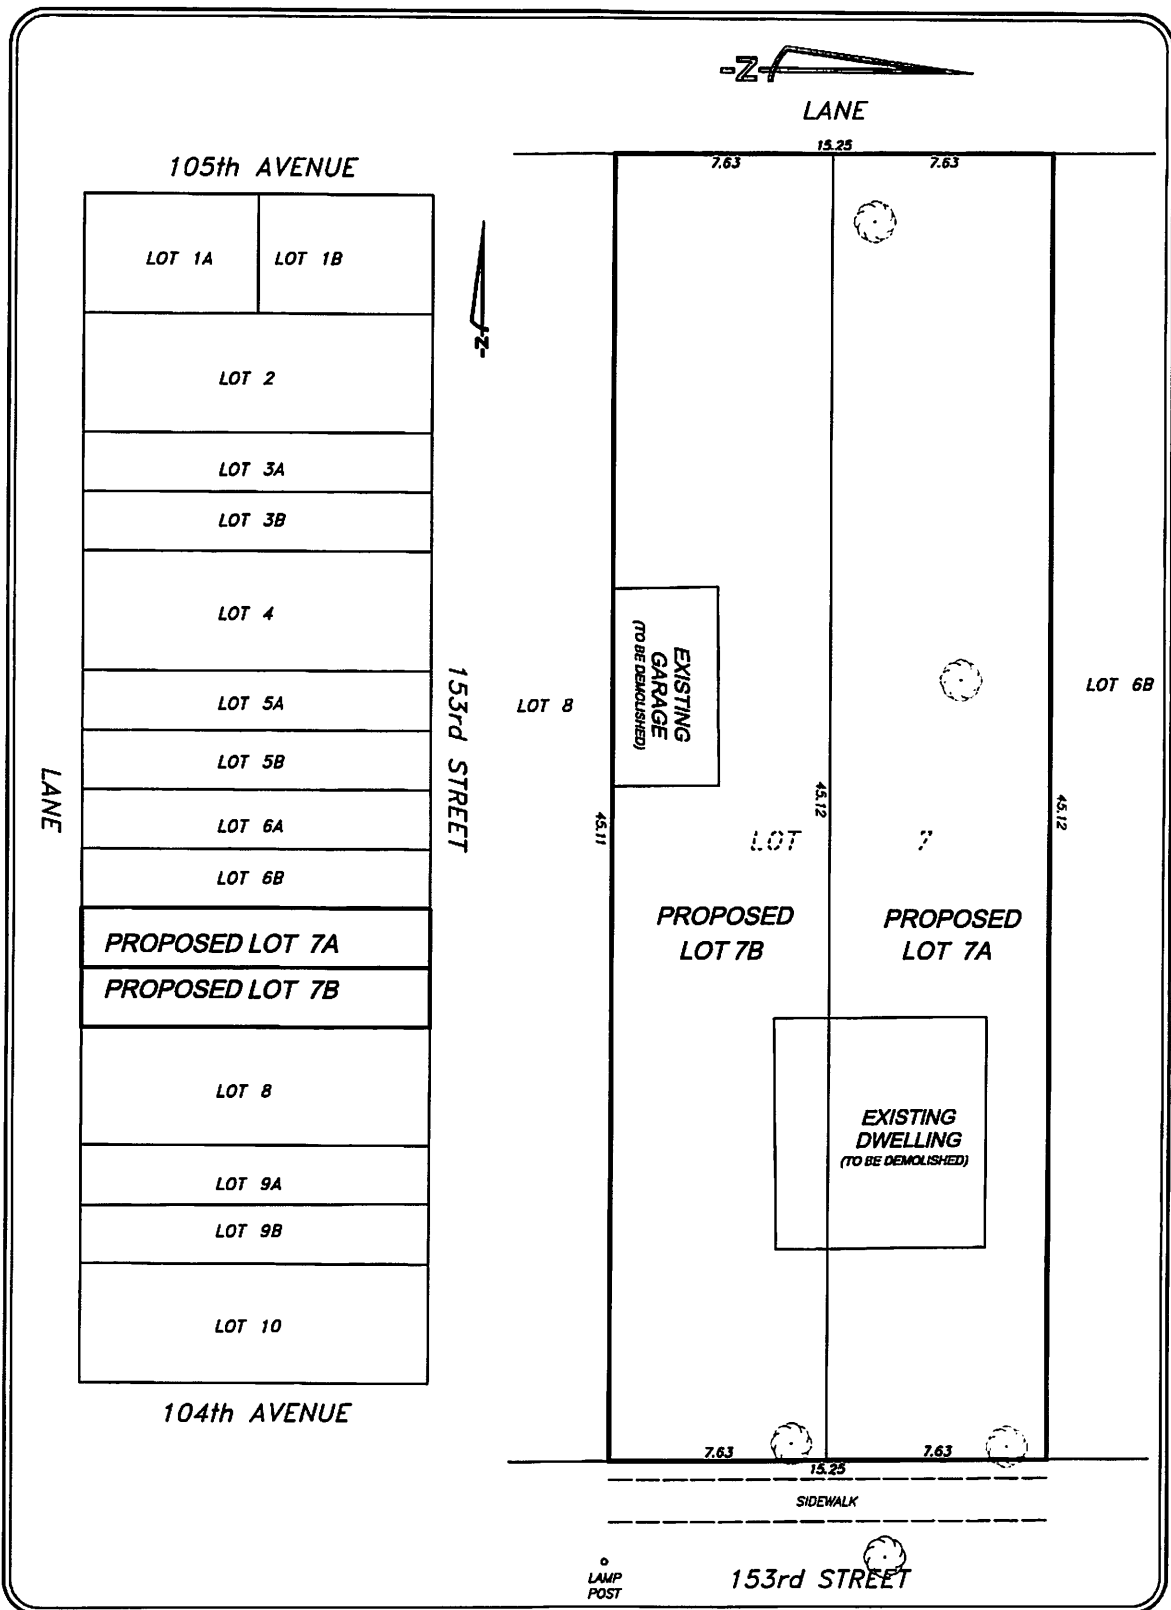 -Z-
LANE
105th AVENUE
LOT 1A
LOT 1B
-Z-
LOT 2
LOT 3A
LOT 3B
LOT 4
LOT 5A
LOT 5B
LOT 6A
LOT 6B
PROPOSED LOT 7A
PROPOSED LOT 7B
LOT 8
LOT 9A
LOT 9B
LOT 10
104th AVENUE
LANE
153rd STREET
15.25
7.63
7.63
LOT 8
EXISTING
GARAGE
(TO BE DEMOLISHED)
LOT 6B
45.11
45.12
45.12
LOT 7
PROPOSED
LOT 7B
PROPOSED
LOT 7A
EXISTING
DWELLING
(TO BE DEMOLISHED)
7.63
7.63
15.25
SIDEWALK
LAMP
POST
153rd STREET